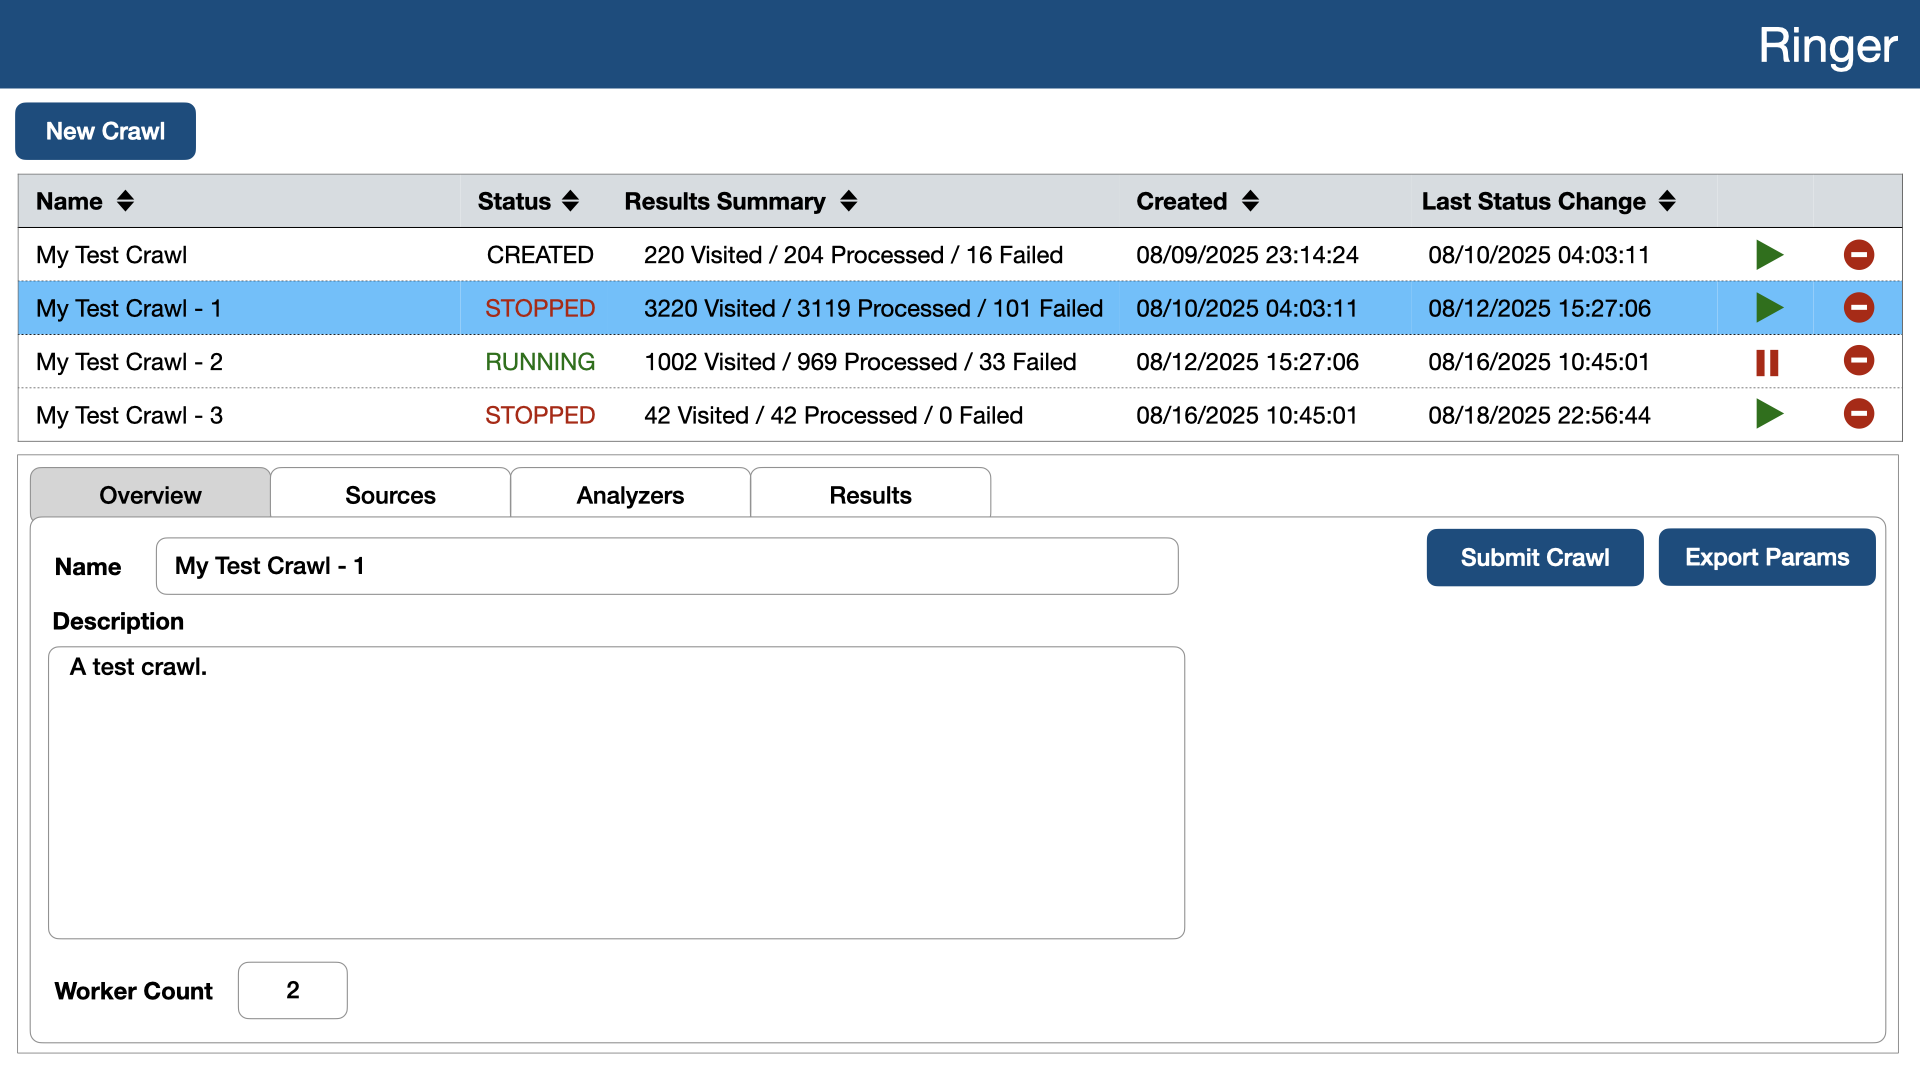 Ringer
New Crawl
Name Status Results Summary Created Last Status Change
My Test Crawl CREATED 220 Visited / 204 Processed / 16 Failed 08/09/2025 23:14:24 08/10/2025 04:03:11
My Test Crawl - 1 STOPPED 3220 Visited / 3119 Processed / 101 Failed 08/10/2025 04:03:11 08/12/2025 15:27:06
My Test Crawl - 2 RUNNING 1002 Visited / 969 Processed / 33 Failed 08/12/2025 15:27:06 08/16/2025 10:45:01
My Test Crawl - 3 STOPPED 42 Visited / 42 Processed / 0 Failed 08/16/2025 10:45:01 08/18/2025 22:56:44
Overview Sources Analyzers Results
Name My Test Crawl - 1 Submit Crawl Export Params
Description
A test crawl.
Worker Count 2